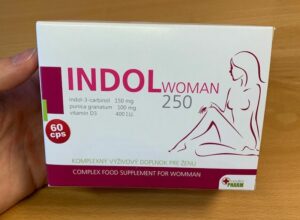 INDOL WOMAN
250
indol-3-carbinol 150 mg
punica granatum 100 mg
vitamin D3 400 I.U.
60
cps
KOMPLEXNÝ VÝŽIVOVÝ DOPLNOK PRE ŽENU
COMPLEX FOOD SUPPLEMENT FOR WOMMAN
PHARM